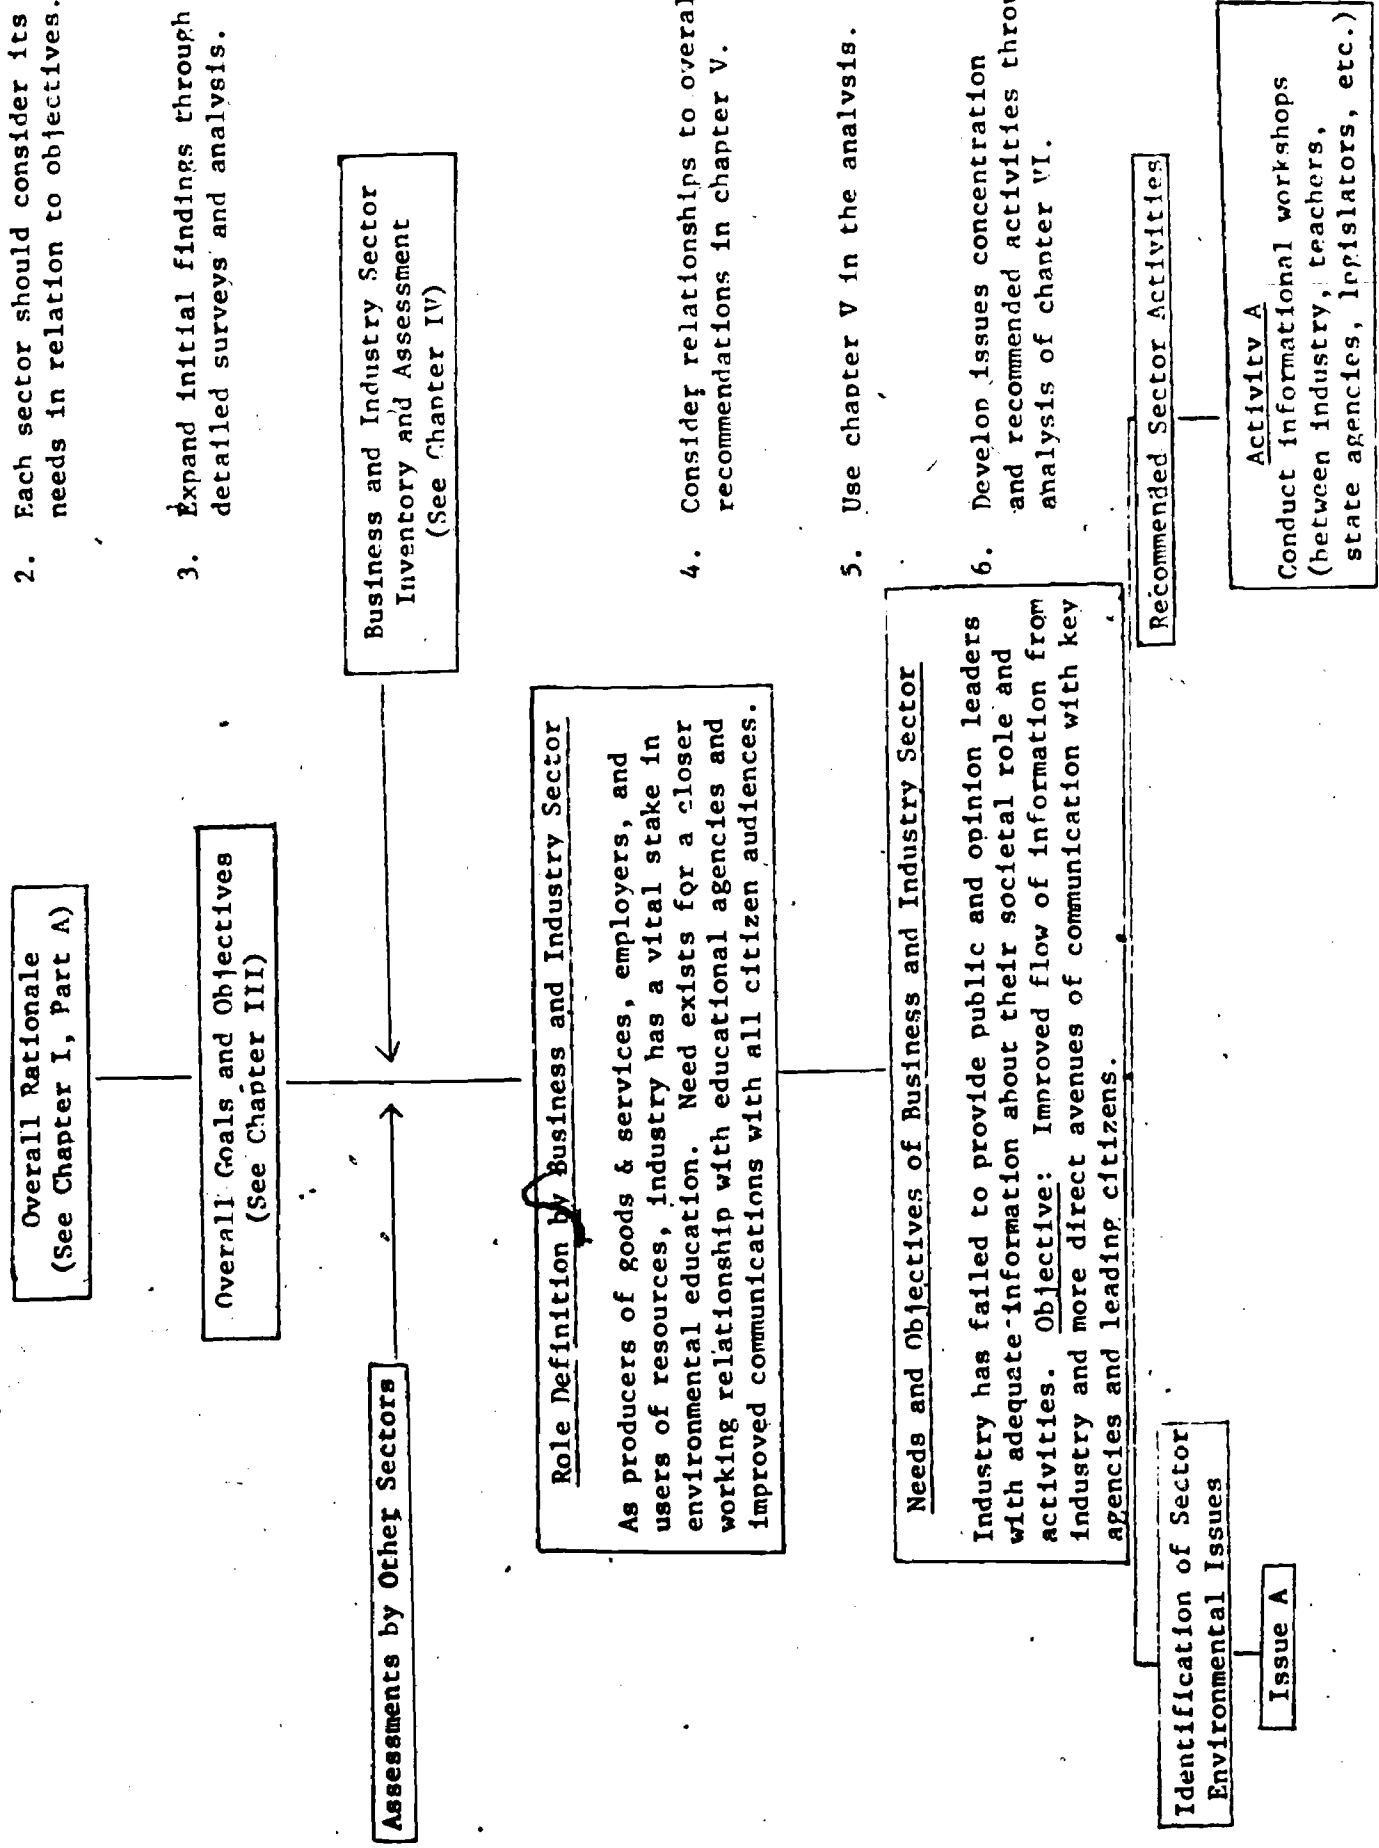 Overall Rationale
(See Chapter I, Part A)
2. Each sector should consider its
needs in relation to objectives.
Overall Goals and Objectives
(See Chapter III)
3. Expand initial findings through
detailed surveys and analysis.
Assessments by Other Sectors
Business and Industry Sector
Inventory and Assessment
(See Chapter IV)
Role Definition by Business and Industry Sector
As producers of goods & services, employers, and
users of resources, industry has a vital stake in
environmental education. Need exists for a closer
working relationship with educational agencies and
improved communications with all citizen audiences.
4. Consider relationships to overal
recommendations in chapter V.
5. Use chapter V in the analysis.
Needs and Objectives of Business and Industry Sector
Industry has failed to provide public and opinion leaders
with adequate information about their societal role and
activities. Objective: Improved flow of information from
industry and more direct avenues of communication with key
agencies and leading citizens.
6. Develop issues concentration
and recommended activities throu
analysis of chapter VI.
Identification of Sector
Environmental Issues
Issue A
Recommended Sector Activities
Activity A
Conduct informational workshops
(between industry, teachers,
state agencies, legislators, etc.)